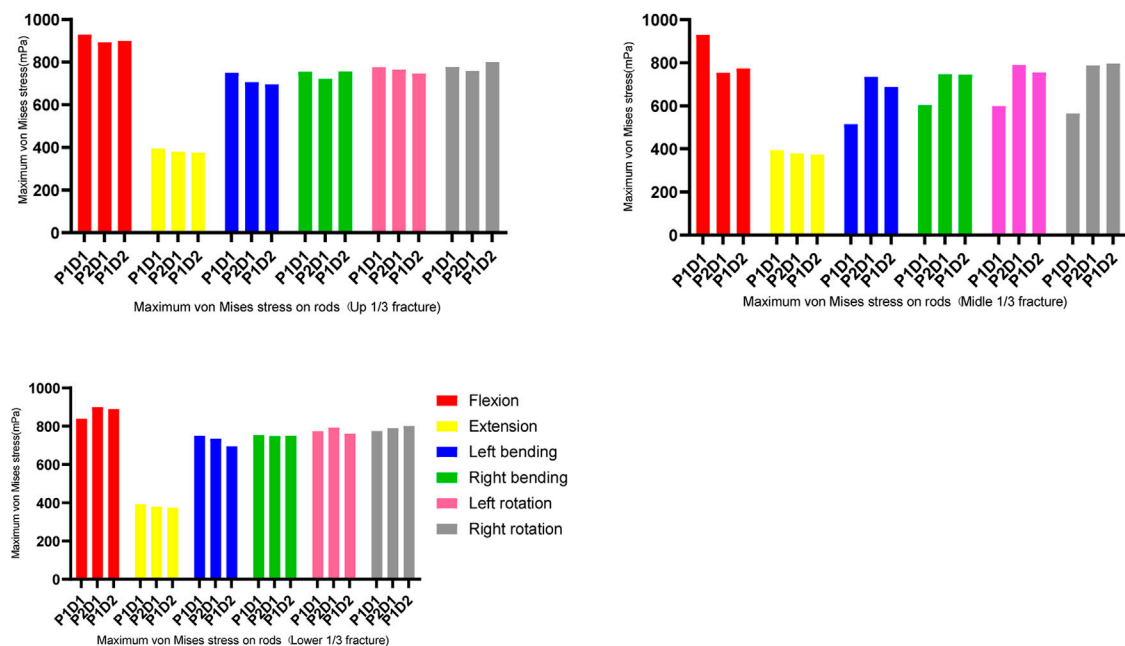 Maximum von Mises stress(mPa)
1000
800
600
400
200
0
P1D1 P2D1 P1D2 P1D1 P2D1 P1D2 P1D1 P2D1 P1D2 P1D1 P2D1 P1D2 P1D1 P2D1 P1D2 P1D1 P2D1 P1D2
Maximum von Mises stress on rods (Up 1/3 fracture)
Maximum von Mises stress(mPa)
1000
800
600
400
200
0
P1D1 P2D1 P1D2 P1D1 P2D1 P1D2 P1D1 P2D1 P1D2 P1D1 P2D1 P1D2 P1D1 P2D1 P1D2 P1D1 P2D1 P1D2
Maximum von Mises stress on rods (Midle 1/3 fracture)
Maximum von Mises stress(mPa)
1000
800
600
400
200
0
P1D1 P2D1 P1D2 P1D1 P2D1 P1D2 P1D1 P2D1 P1D2 P1D1 P2D1 P1D2 P1D1 P2D1 P1D2 P1D1 P2D1 P1D2
Maximum von Mises stress on rods (Lower 1/3 fracture)
Flexion
Extension
Left bending
Right bending
Left rotation
Right rotation